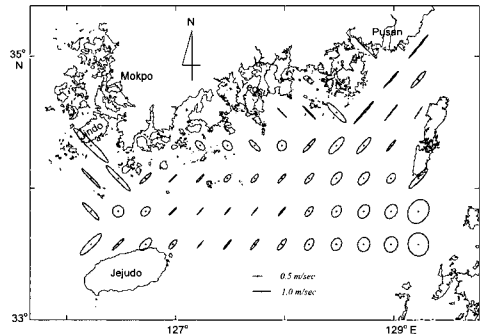 35°
N
N
Pusan
Mokpo
Jindo
Jejudo
0.5 m/sec
1.0 m/sec
33°
127°
129° E